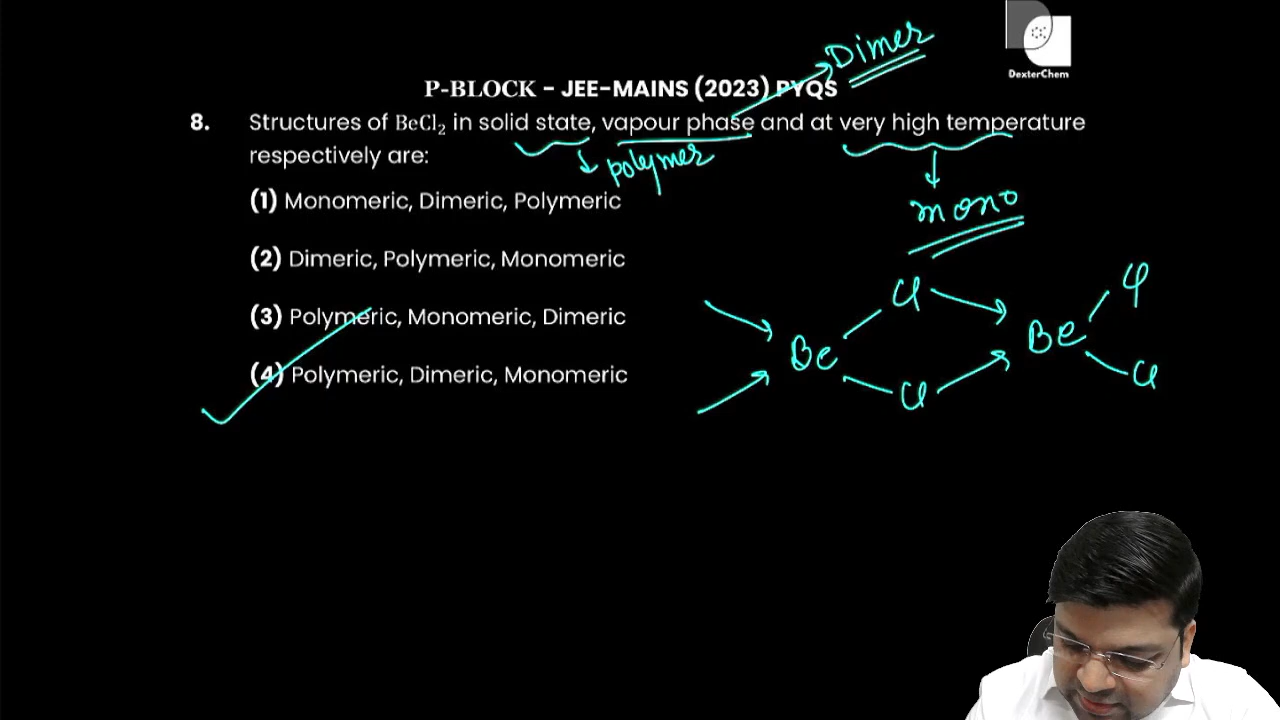 Dimer
DexterChem
P-BLOCK - JEE-MAINS (2023) PYQS
8. Structures of BeCl₂ in solid state, vapour phase and at very high temperature
respectively are:
polymer
mono
(1) Monomeric, Dimeric, Polymeric
(2) Dimeric, Polymeric, Monomeric
(3) Polymeric, Monomeric, Dimeric
(4) Polymeric, Dimeric, Monomeric
Cl Cl
Be Be
Cl Cl